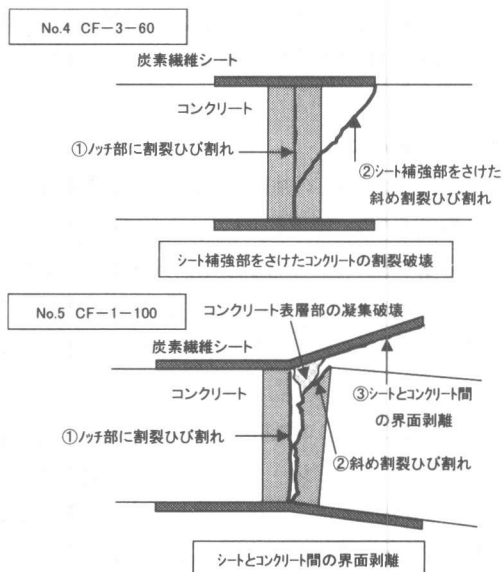 No.4 CF-3-60
炭素繊維シート
コンクリート
①ノッチ部に割裂ひび割れ
②シート補強部をさけた
斜め割裂ひび割れ
シート補強部をさけたコンクリートの割裂破壊
No.5 CF-1-100
コンクリート表層部の凝集破壊
炭素繊維シート
コンクリート
③シートとコンクリート間
の界面剥離
①ノッチ部に割裂ひび割れ
②斜め割裂ひび割れ
シートとコンクリート間の界面剥離